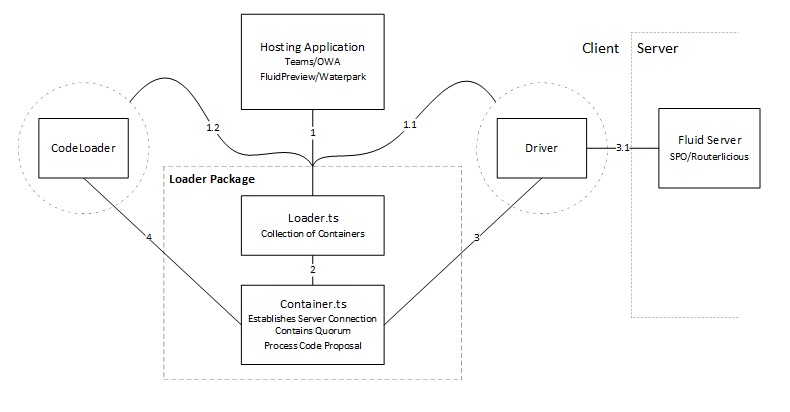 Hosting Application
Teams/OWA
FluidPreview/Waterpark
Client
Server
1.2
1
1.1
CodeLoader
Driver
3.1
Fluid Server
SPO/Routerlicious
Loader Package
Loader.ts
Collection of Containers
4
3
2
Container.ts
Establishes Server Connection
Contains Quorum
Process Code Proposal